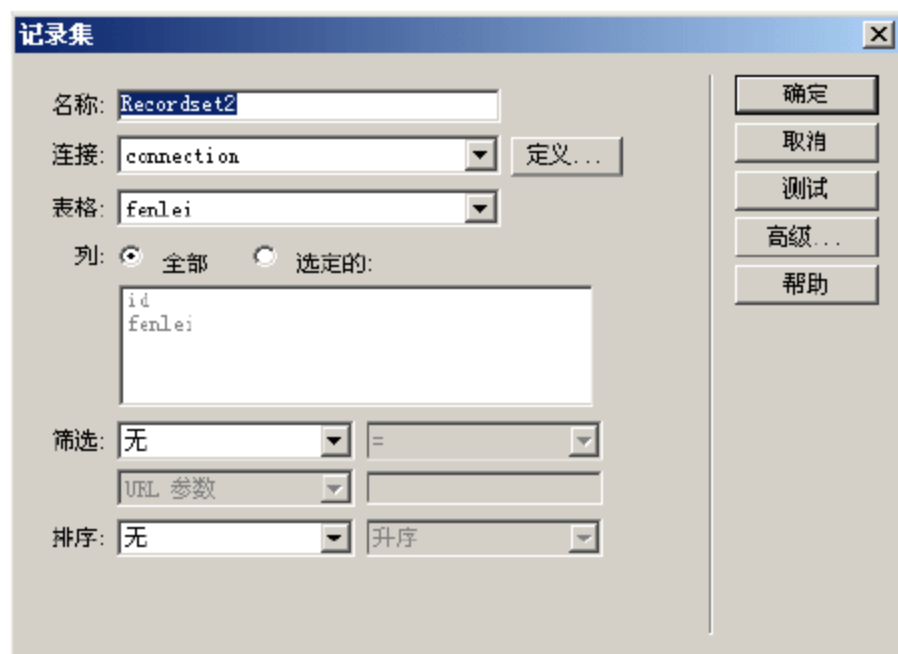 记录集
名称: Recordset2
确定
连接: connection 定义...
取消
表格: fenlei
测试
列: 全部 选定的:
高级...
id
帮助
fenlei
筛选: 无 =
URL 参数
排序: 无 升序